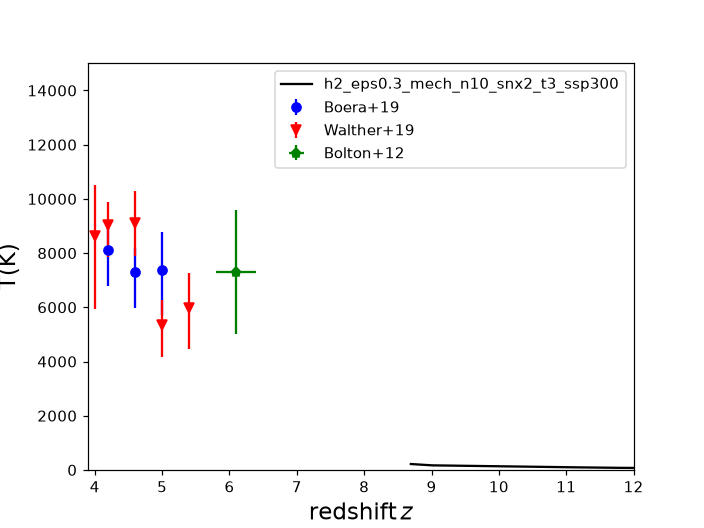 14000
12000
10000
8000
6000
4000
2000
0
T(K)
h2_eps0.3_mech_n10_snx2_t3_ssp300
Boera+19
Walther+19
Bolton+12
4 5 6 7 8 9 10 11 12
redshift z